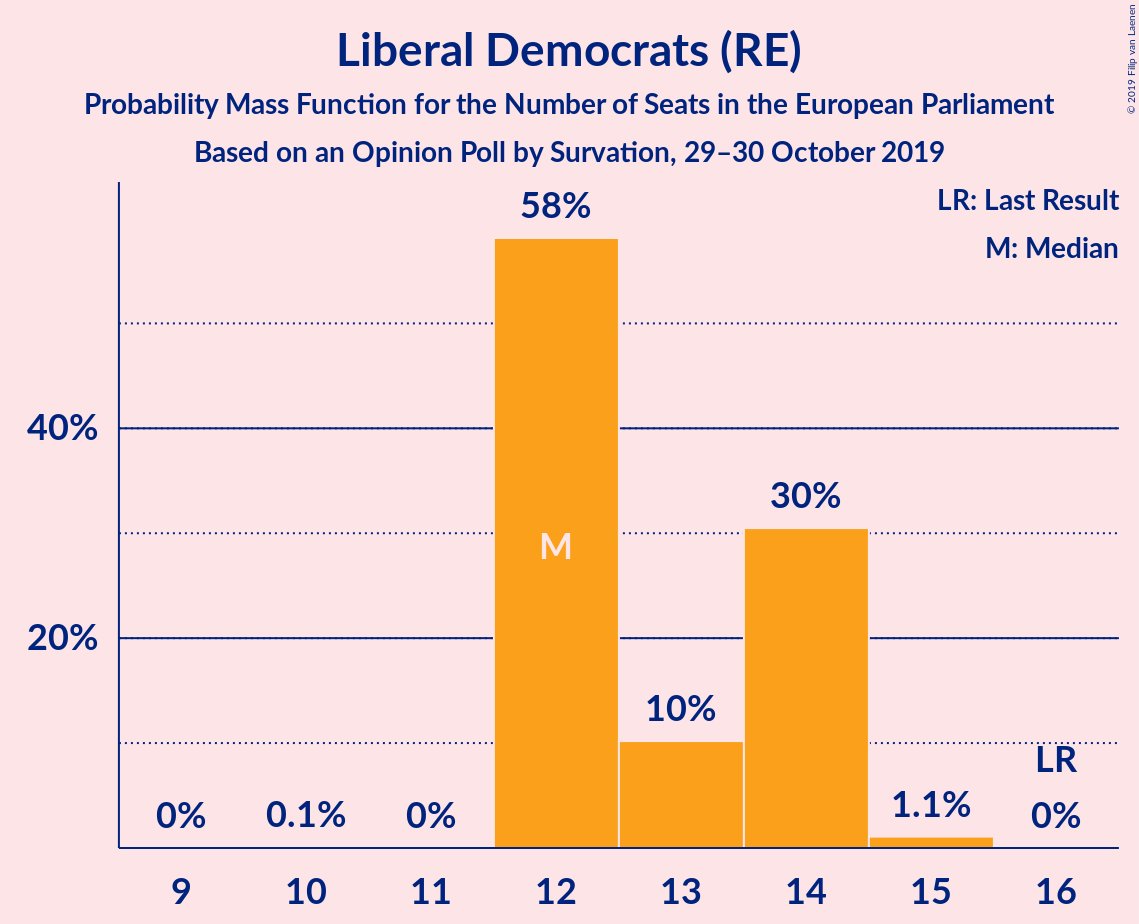 Liberal Democrats (RE)
Probability Mass Function for the Number of Seats in the European Parliament
Based on an Opinion Poll by Survation, 29–30 October 2019
© 2019 Filip van Laenen
LR: Last Result
M: Median
58%
40%
30%
M
20%
10%
LR
0%
0.1%
0%
1.1%
0%
9
10
11
12
13
14
15
16